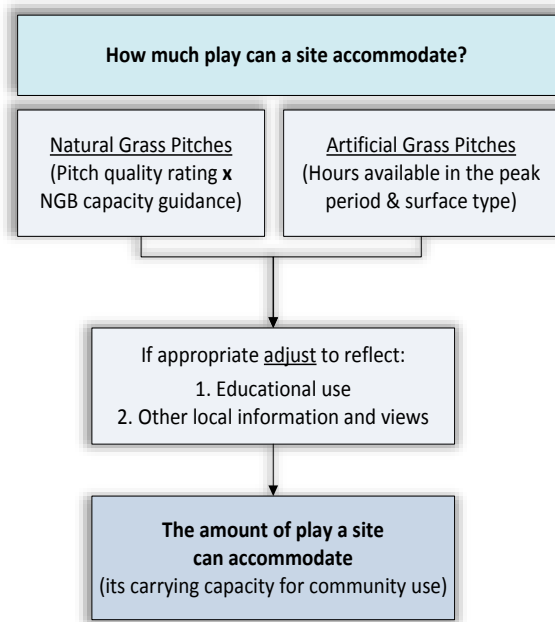 How much play can a site accommodate?
Natural Grass Pitches
(Pitch quality rating x
NGB capacity guidance)
Artificial Grass Pitches
(Hours available in the peak
period & surface type)
If appropriate adjust to reflect:
1. Educational use
2. Other local information and views
The amount of play a site
can accommodate
(its carrying capacity for community use)